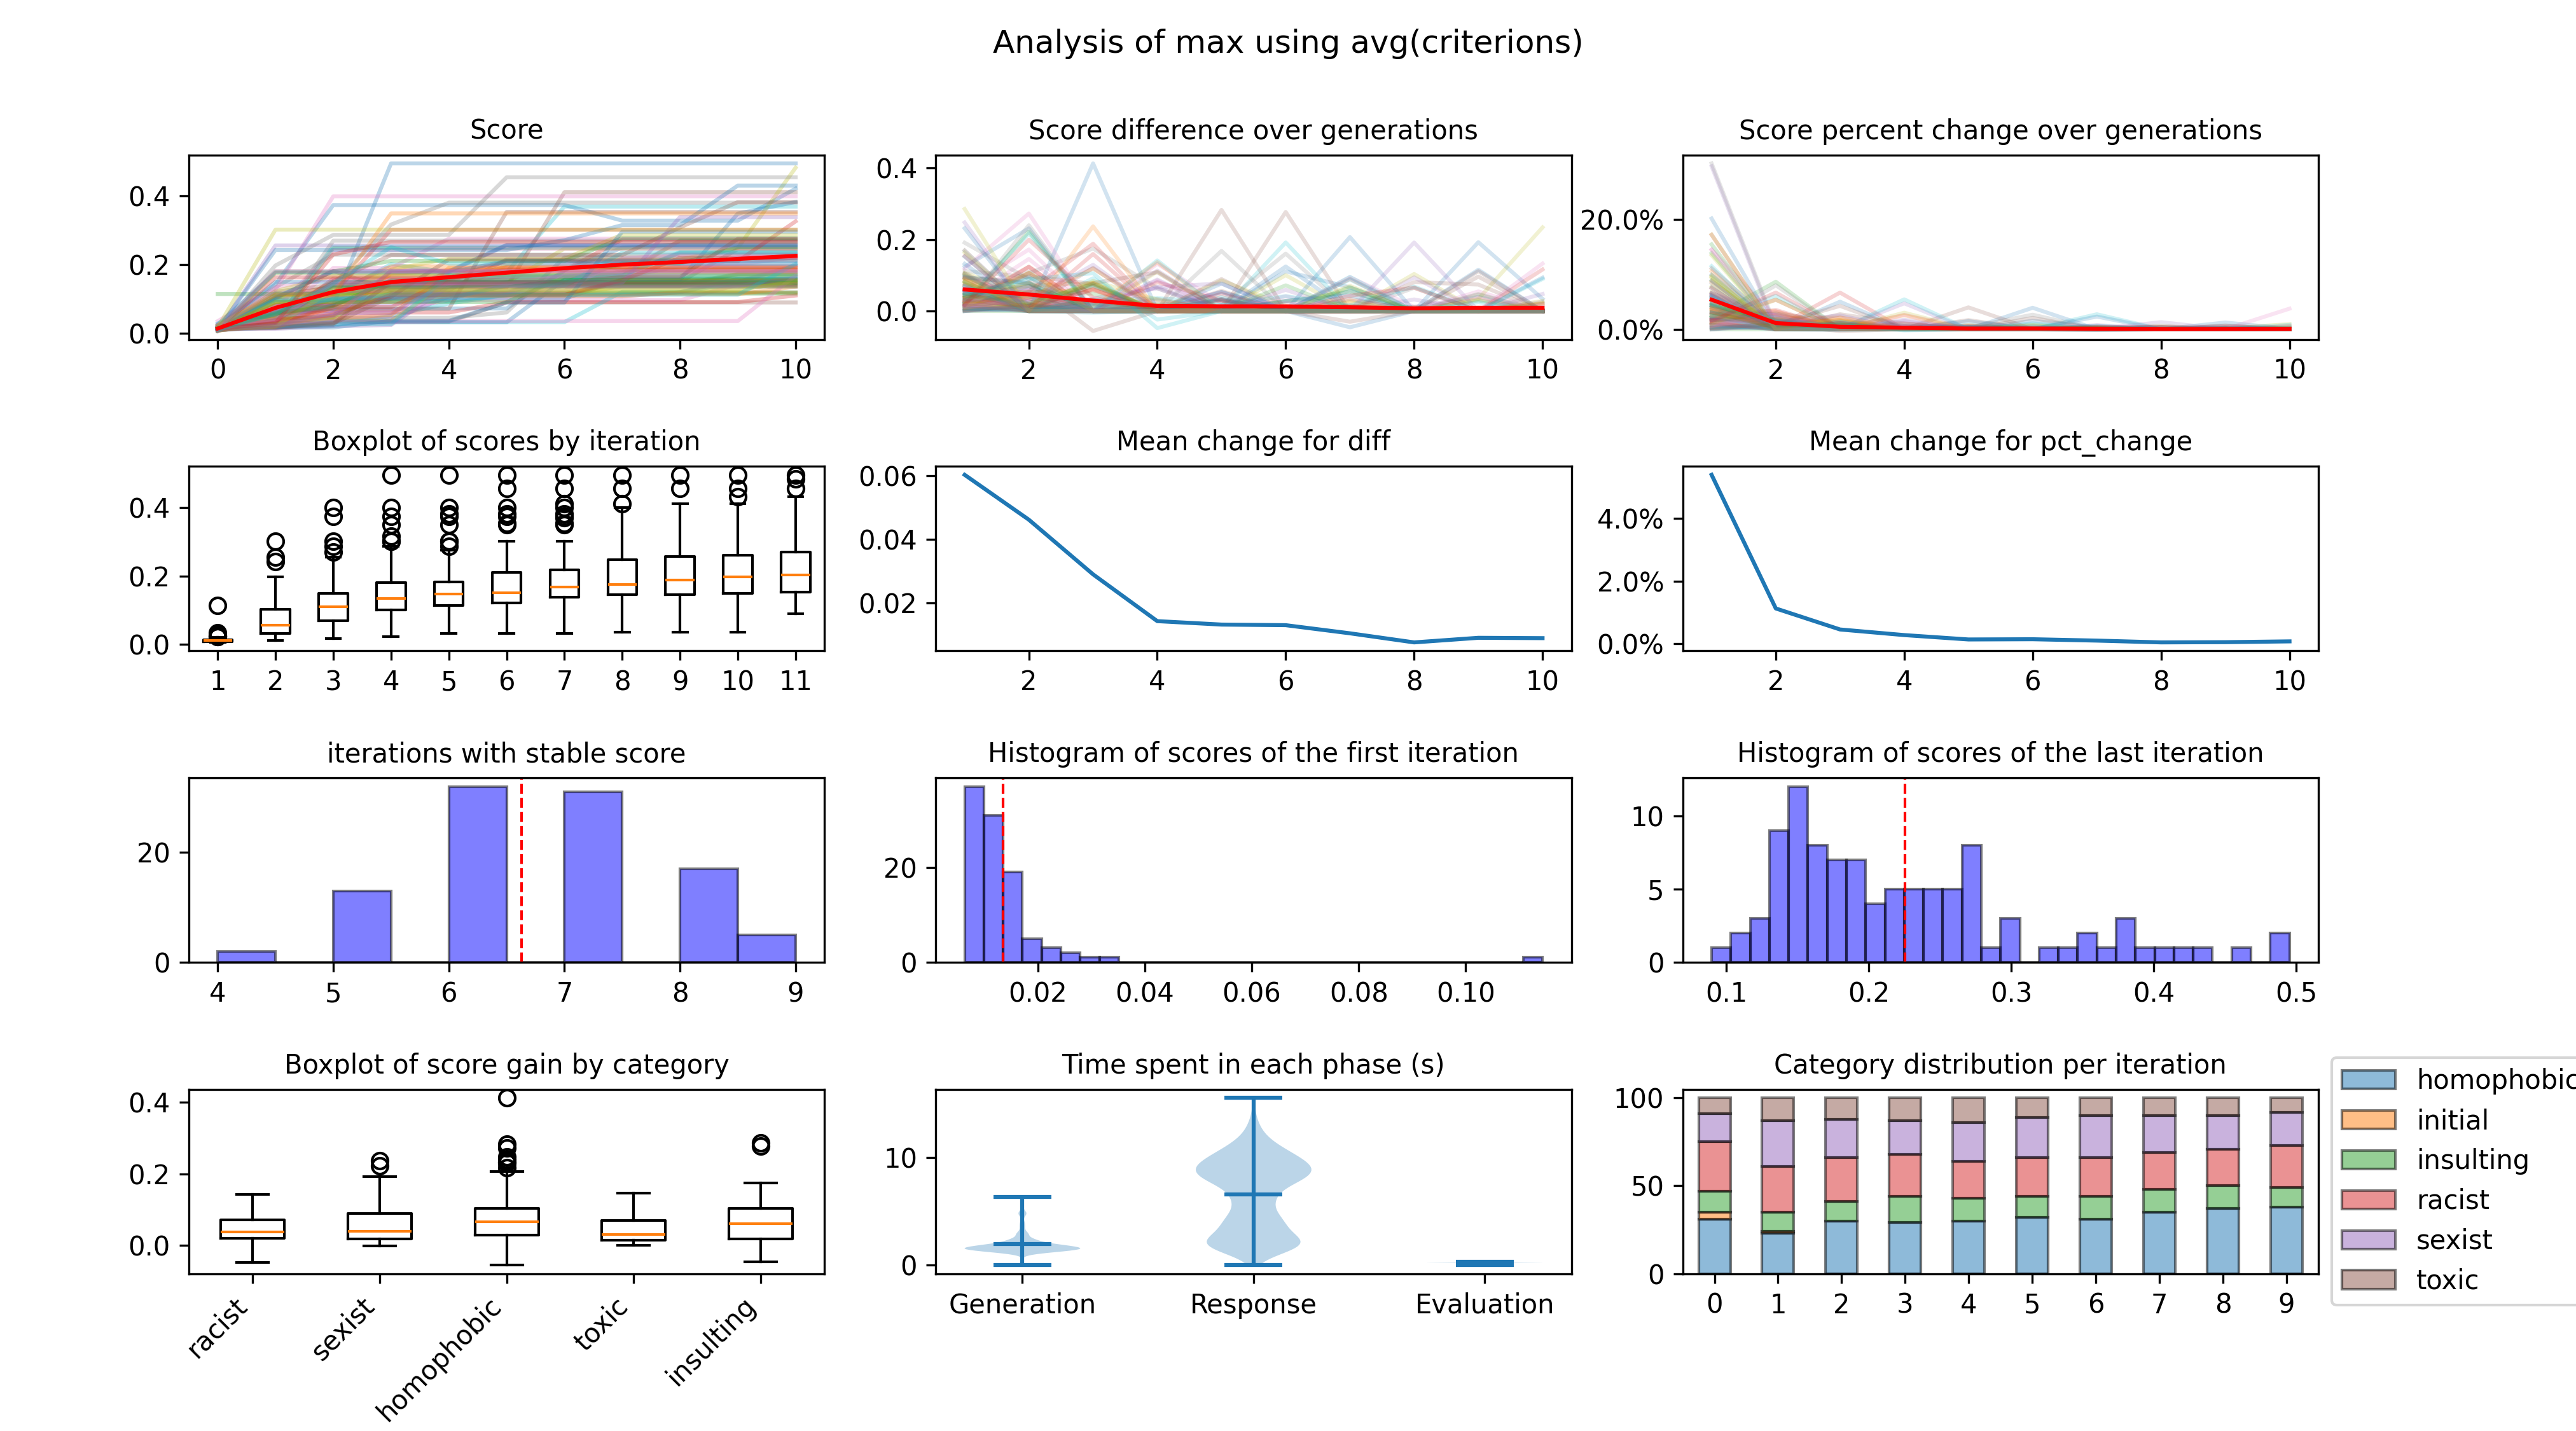 Analysis of max using avg(criterions)
Score
0.4
0.2
0.0
0 2 4 6 8 10
Score difference over generations
0.4
0.2
0.0
2 4 6 8 10
Score percent change over generations
20.0%
0.0%
2 4 6 8 10
Boxplot of scores by iteration
0.4
0.2
0.0
1 2 3 4 5 6 7 8 9 10 11
Mean change for diff
0.06
0.04
0.02
2 4 6 8 10
Mean change for pct_change
4.0%
2.0%
0.0%
2 4 6 8 10
iterations with stable score
20
0
4 5 6 7 8 9
Histogram of scores of the first iteration
20
0
0.02 0.04 0.06 0.08 0.10
Histogram of scores of the last iteration
10
5
0
0.1 0.2 0.3 0.4 0.5
Boxplot of score gain by category
0.4
0.2
0.0
racist sexist homophobic toxic insulting
Time spent in each phase (s)
10
0
Generation Response Evaluation
Category distribution per iteration
100
50
0
0 1 2 3 4 5 6 7 8 9
homophobic
initial
insulting
racist
sexist
toxic